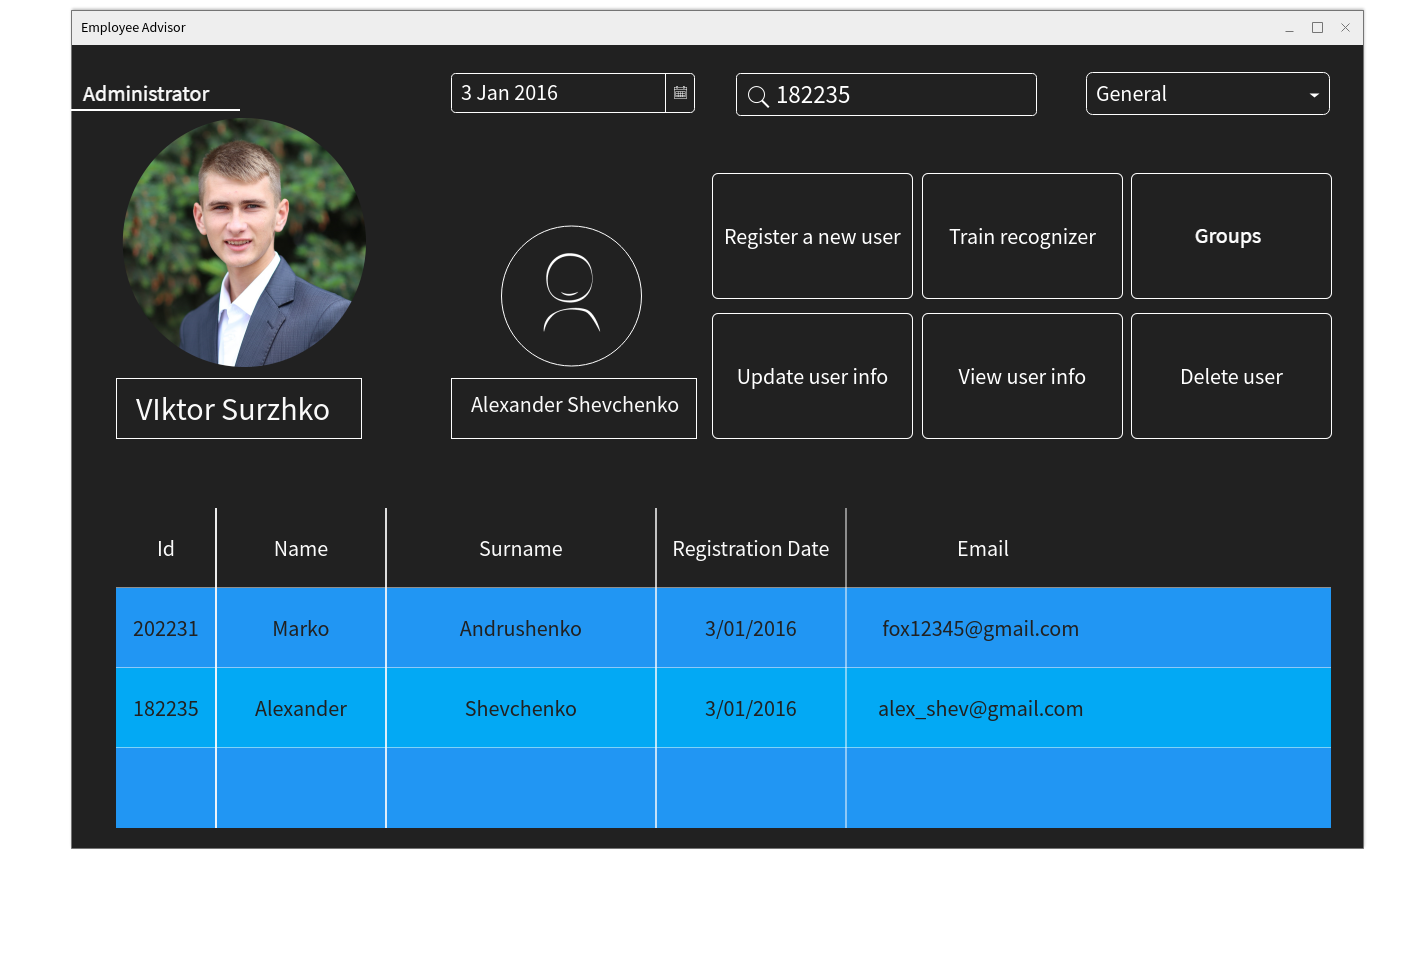 Employee Advisor
Administrator
3 Jan 2016
182235
General
Register a new user
Train recognizer
Groups
Update user info
View user info
Delete user
VIktor Surzhko
Alexander Shevchenko
Id Name Surname Registration Date Email
202231 Marko Andrushenko 3/01/2016 fox12345@gmail.com
182235 Alexander Shevchenko 3/01/2016 alex_shev@gmail.com